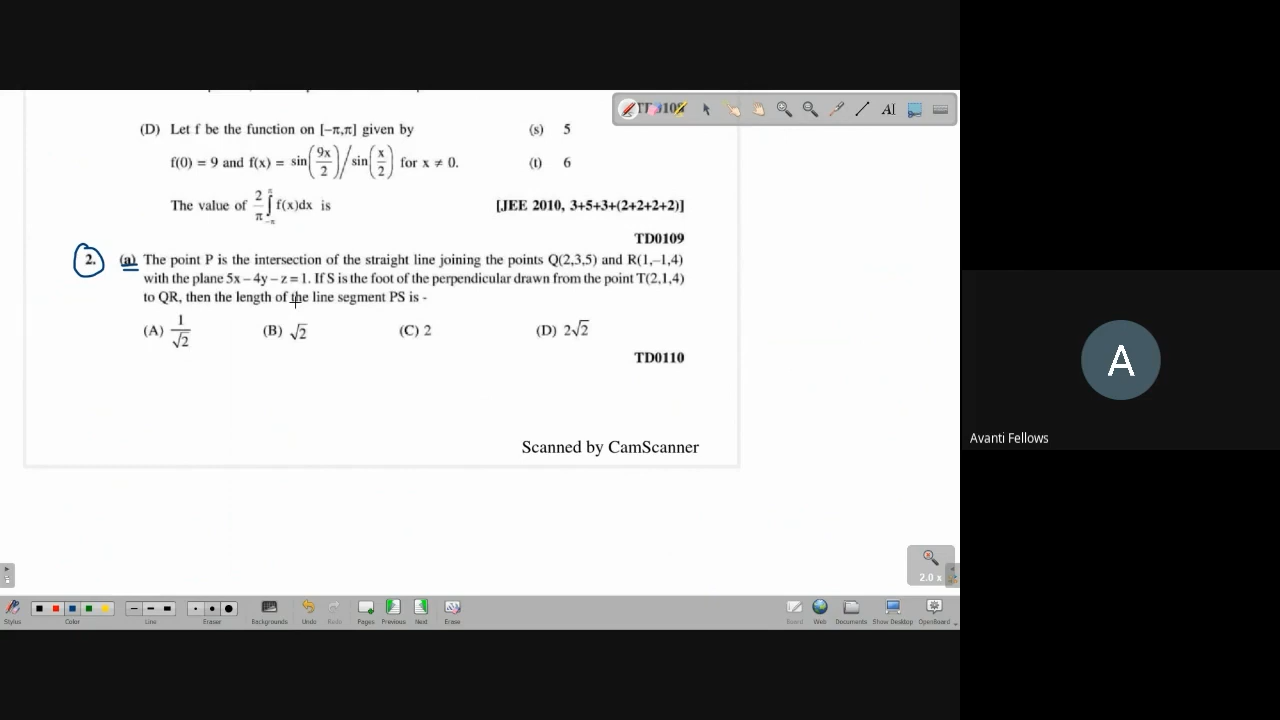 TT 0108
(D) Let f be the function on [–π,π] given by (s) 5
f(0) = 9 and f(x) = sin(9x/2)/sin(x/2) for x ≠ 0. (t) 6
The value of 2/π ∫_{–π}^{π} f(x)dx is [JEE 2010, 3+5+3+(2+2+2+2)]
TD0109
2. (a) The point P is the intersection of the straight line joining the points Q(2,3,5) and R(1,–1,4)
with the plane 5x – 4y – z = 1. If S is the foot of the perpendicular drawn from the point T(2,1,4)
to QR, then the length of the line segment PS is -
(A) 1/√2 (B) √2 (C) 2 (D) 2√2
TD0110
Scanned by CamScanner
A
Avanti Fellows
2.0 x
Stylus Color Line Eraser Backgrounds Undo Redo Pages Previous Next Erase Board Web Documents Show Desktop OpenBoard